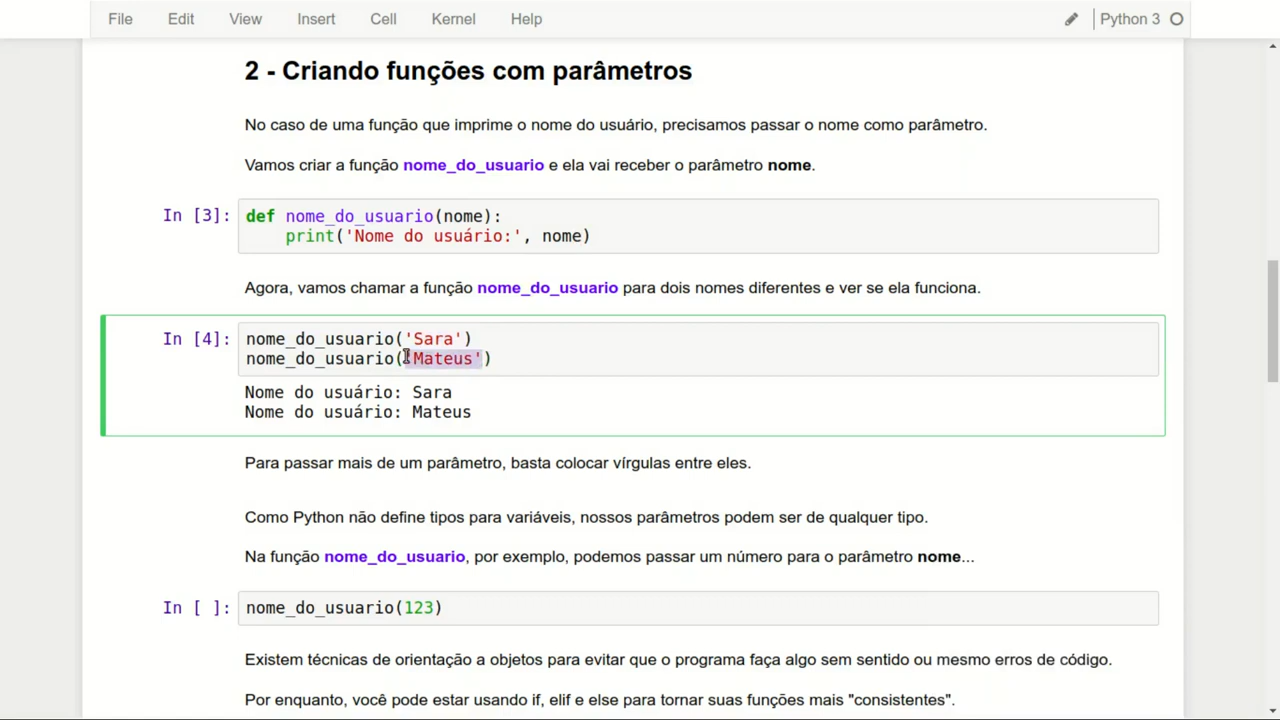 File Edit View Insert Cell Kernel Help Python 3
2 - Criando funções com parâmetros
No caso de uma função que imprime o nome do usuário, precisamos passar o nome como parâmetro.
Vamos criar a função nome_do_usuario e ela vai receber o parâmetro nome.
In [3]: def nome_do_usuario(nome):
print('Nome do usuário:', nome)
Agora, vamos chamar a função nome_do_usuario para dois nomes diferentes e ver se ela funciona.
In [4]: nome_do_usuario('Sara')
nome_do_usuario('Mateus')
Nome do usuário: Sara
Nome do usuário: Mateus
Para passar mais de um parâmetro, basta colocar vírgulas entre eles.
Como Python não define tipos para variáveis, nossos parâmetros podem ser de qualquer tipo.
Na função nome_do_usuario, por exemplo, podemos passar um número para o parâmetro nome...
In [ ]: nome_do_usuario(123)
Existem técnicas de orientação a objetos para evitar que o programa faça algo sem sentido ou mesmo erros de código.
Por enquanto, você pode estar usando if, elif e else para tornar suas funções mais "consistentes".